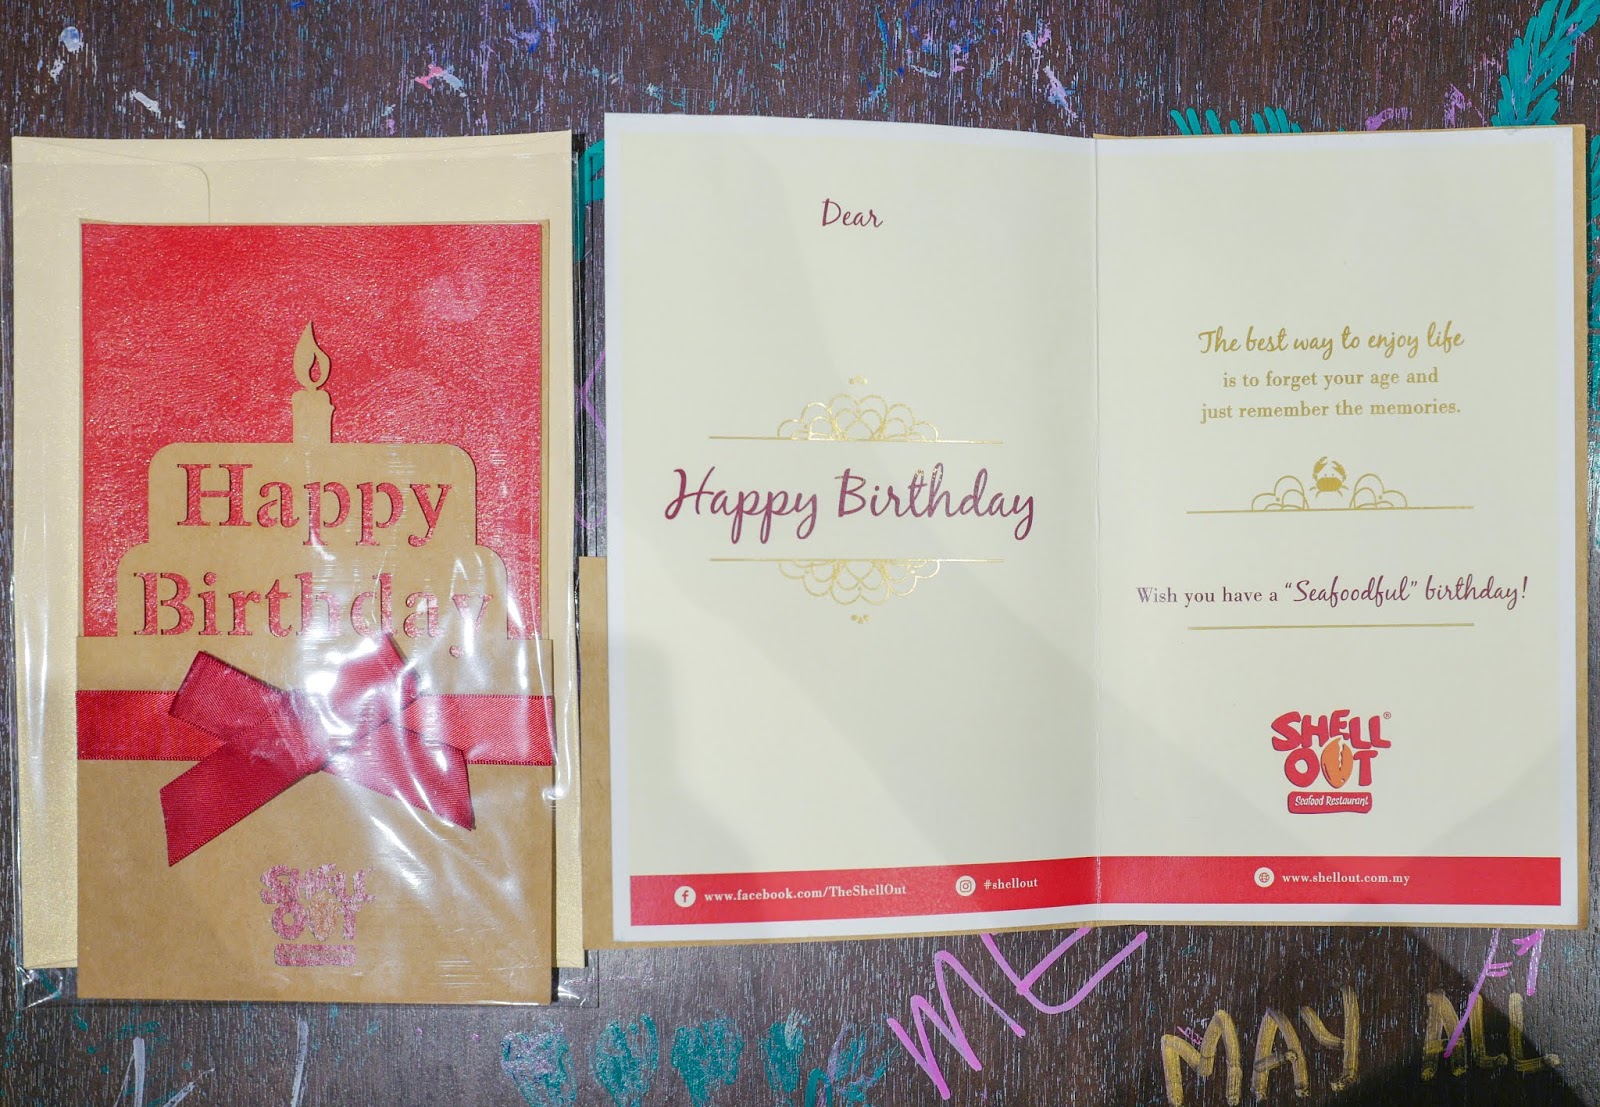 Happy
Birthday
SHELL
OUT
Dear
Happy Birthday
www.facebook.com/TheShellOut
#shellout
The best way to enjoy life
is to forget your age and
just remember the memories.
Wish you have a “Seafoodful” birthday!
SHELL®
OUT
Seafood Restaurant
www.shellout.com.my
ME
MAY ALL